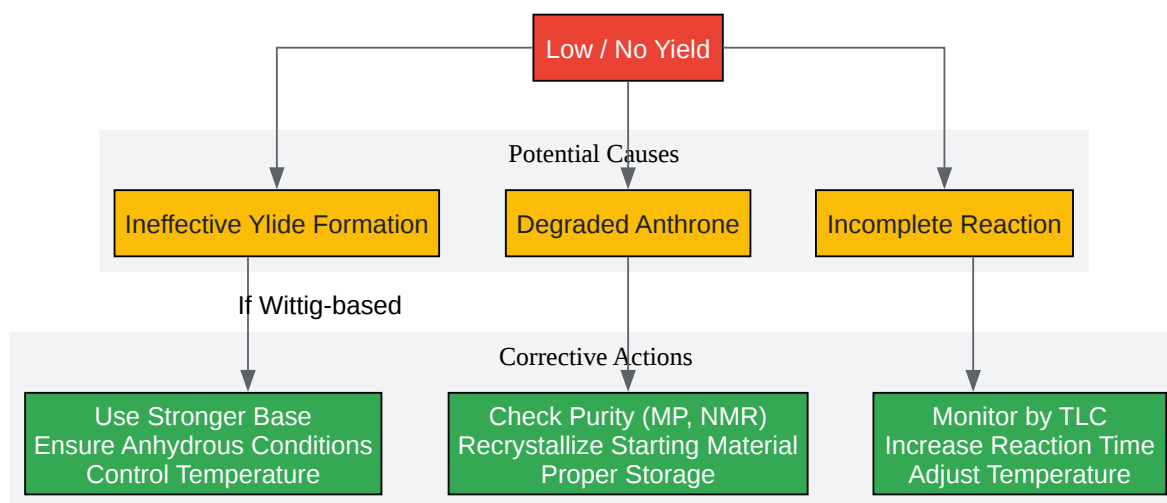 Low / No Yield
Potential Causes
Ineffective Ylide Formation
Degraded Anthrone
Incomplete Reaction
If Wittig-based
Corrective Actions
Use Stronger Base
Ensure Anhydrous Conditions
Control Temperature
Check Purity (MP, NMR)
Recrystallize Starting Material
Proper Storage
Monitor by TLC
Increase Reaction Time
Adjust Temperature